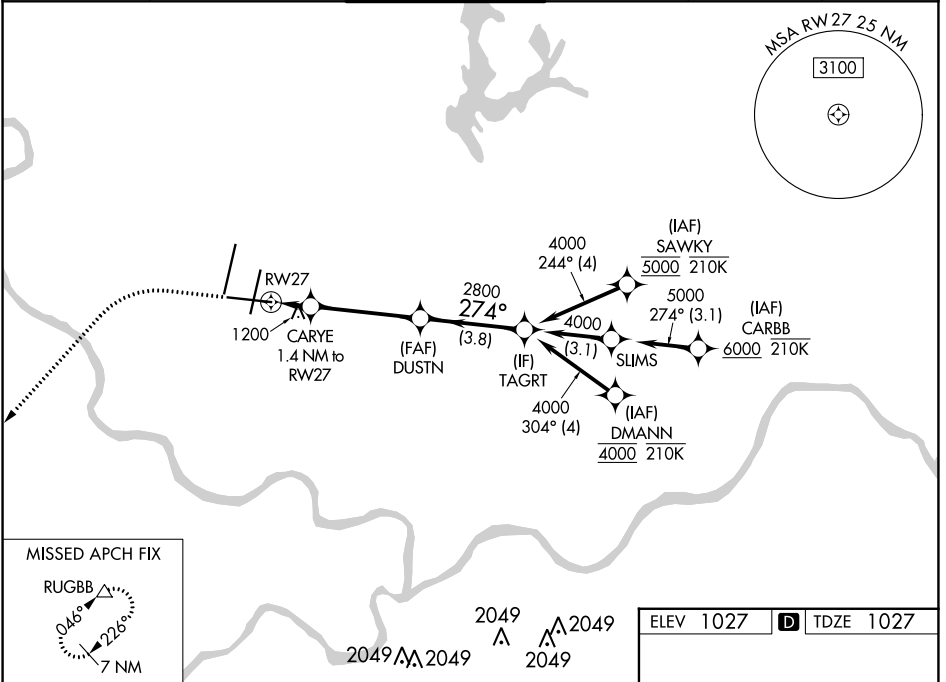 MSA RW27 25 NM
3100
(IAF)
SAWKY
5000 210K
4000
244° (4)
5000
274° (3.1)
(IAF)
CARBB
6000 210K
RW27
2800
274°
(3.8)
4000
(3.1)
SLIMS
1200
CARYE
1.4 NM to
RW27
(FAF)
DUSTN
(IF)
TAGRT
4000
304° (4)
(IAF)
DMANN
4000 210K
MISSED APCH FIX
RUGBB
046°
226°
7 NM
2049
2049
2049
2049
2049
ELEV 1027 D TDZE 1027